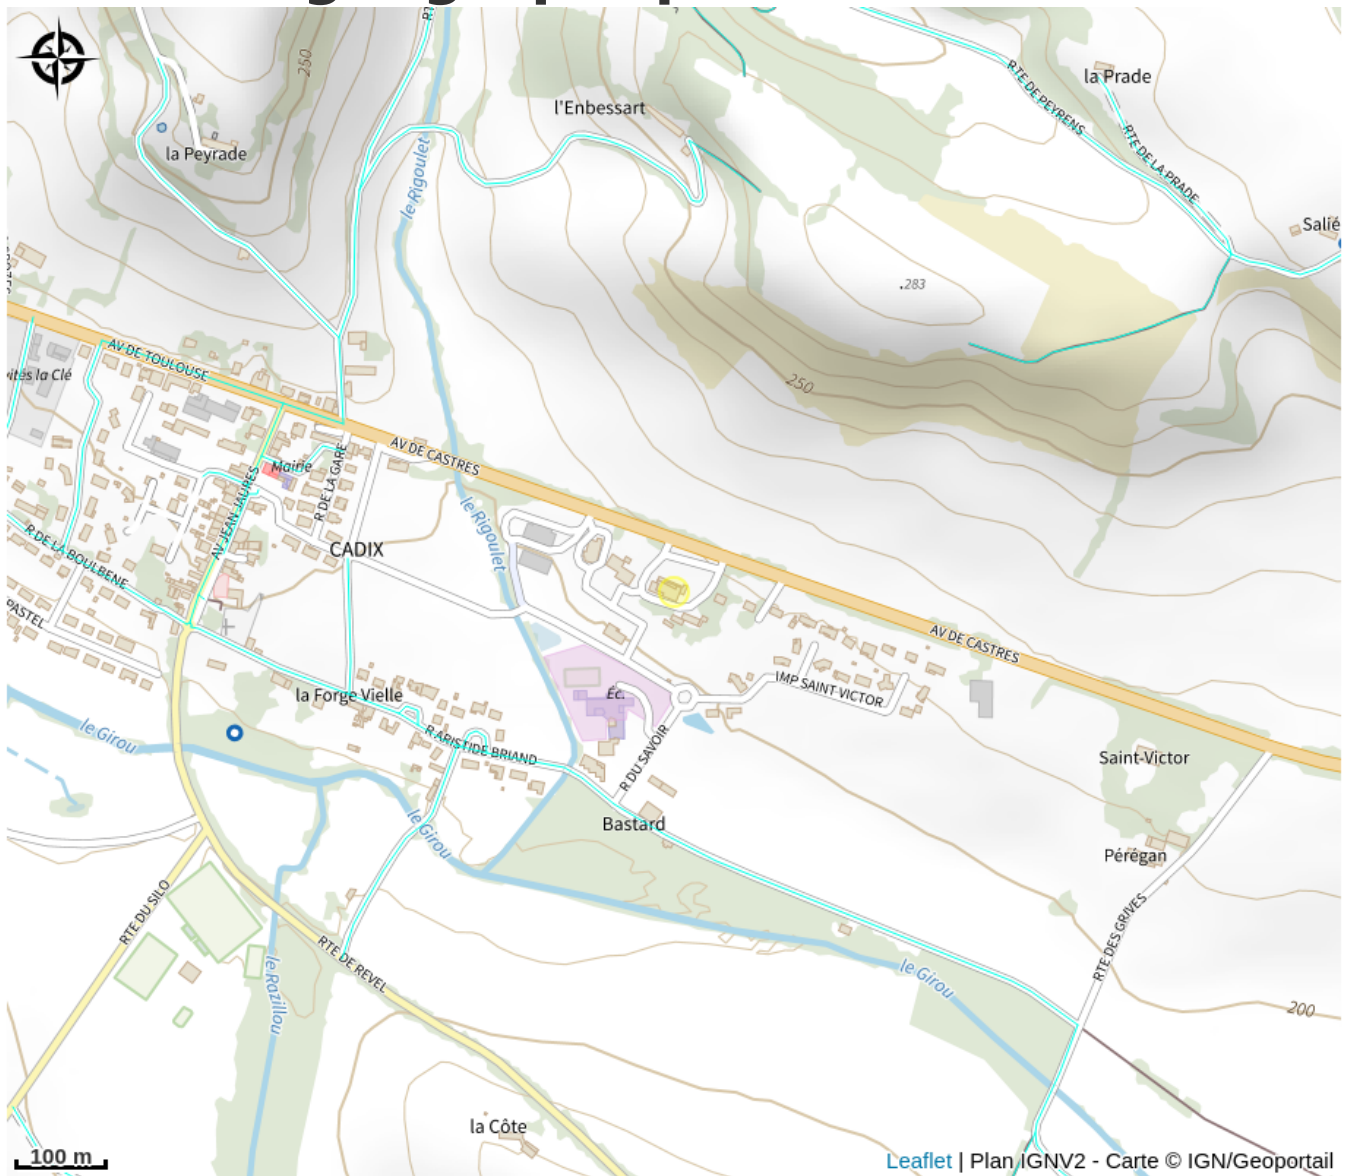 250
la Prade
RTE DE PEYRENS
l'Enbessart
RTE DE LA PRADE
la Peyrade
le Rigoulet
Salié
.283
AV DE TOULOUSE
vités la Clé
250
AV DE CASTRES
Mairie
R DE LA GARE
AV JEAN JAURES
le Rigoulet
CADIX
R DE LA BOULBENE
PASTEL
AV DE CASTRES
IMP SAINT-VICTOR
Éc.
la Forge Vielle
le Girou
R ARISTIDE BRIAND
R DU SAVOIR
Saint-Victor
Bastard
le Girou
Pérégan
RTE DU SILO
RTE DES GRIVES
RTE DE REVEL
le Girou
le Razillou
200
la Côte
100 m
Leaflet | Plan IGNV2 - Carte © IGN/Geoportail